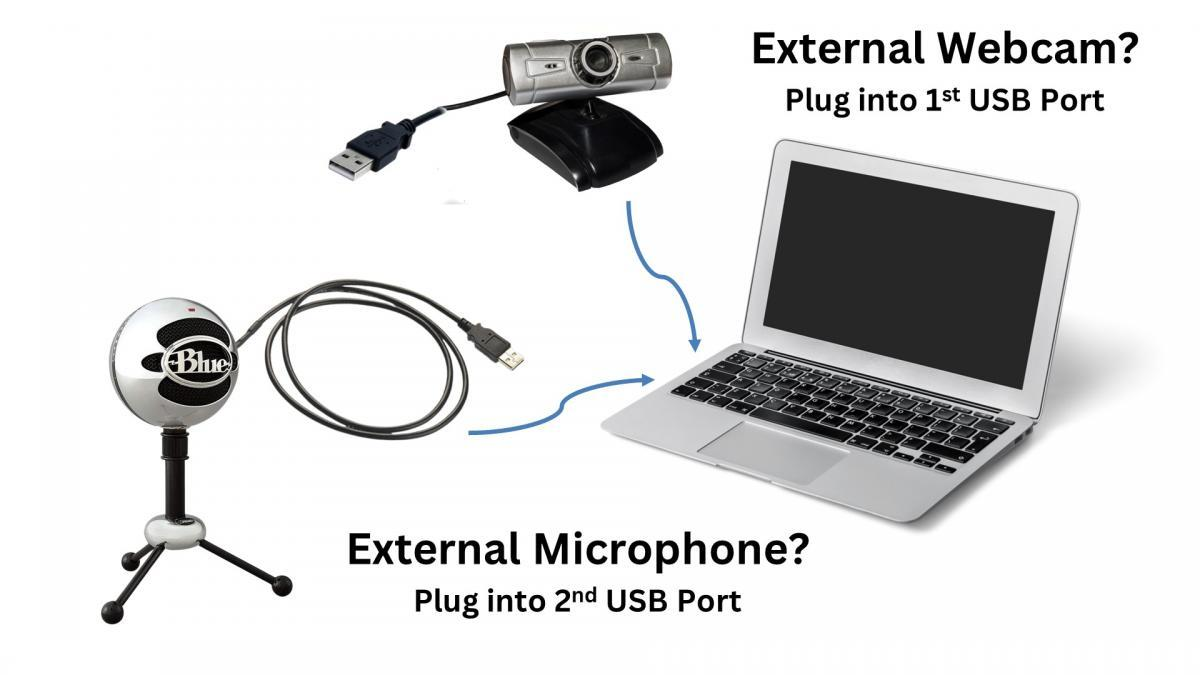 External Webcam?
Plug into 1st USB Port
Blue
External Microphone?
Plug into 2nd USB Port